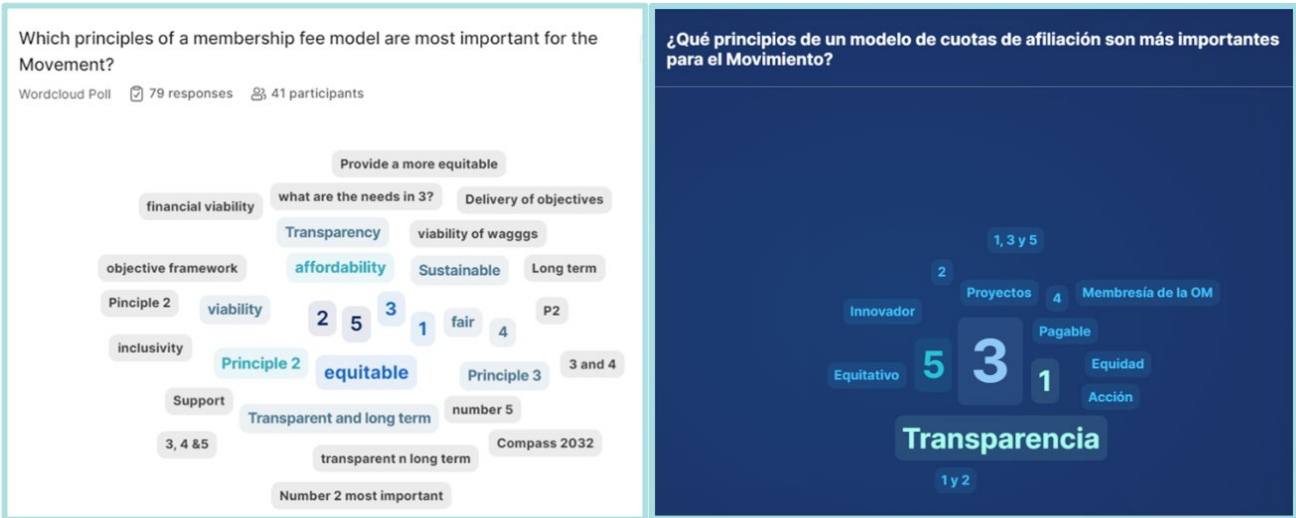 Which principles of a membership fee model are most important for the
Movement?
Wordcloud Poll 79 responses 41 participants
Provide a more equitable
what are the needs in 3?
Delivery of objectives
financial viability
Transparency
viability of wagggs
objective framework
affordability
Sustainable
Long term
Pinciple 2
viability
2
5
3
1
fair
4
P2
inclusivity
Principle 2
equitable
Principle 3
3 and 4
Support
Transparent and long term
number 5
3, 4 &5
transparent n long term
Compass 2032
Number 2 most important
¿Qué principios de un modelo de cuotas de afiliación son más importantes
para el Movimiento?
1, 3 y 5
2
Proyectos
4
Membresía de la OM
Innovador
Pagable
Equitativo
5
3
1
Equidad
Acción
Transparencia
1 y 2